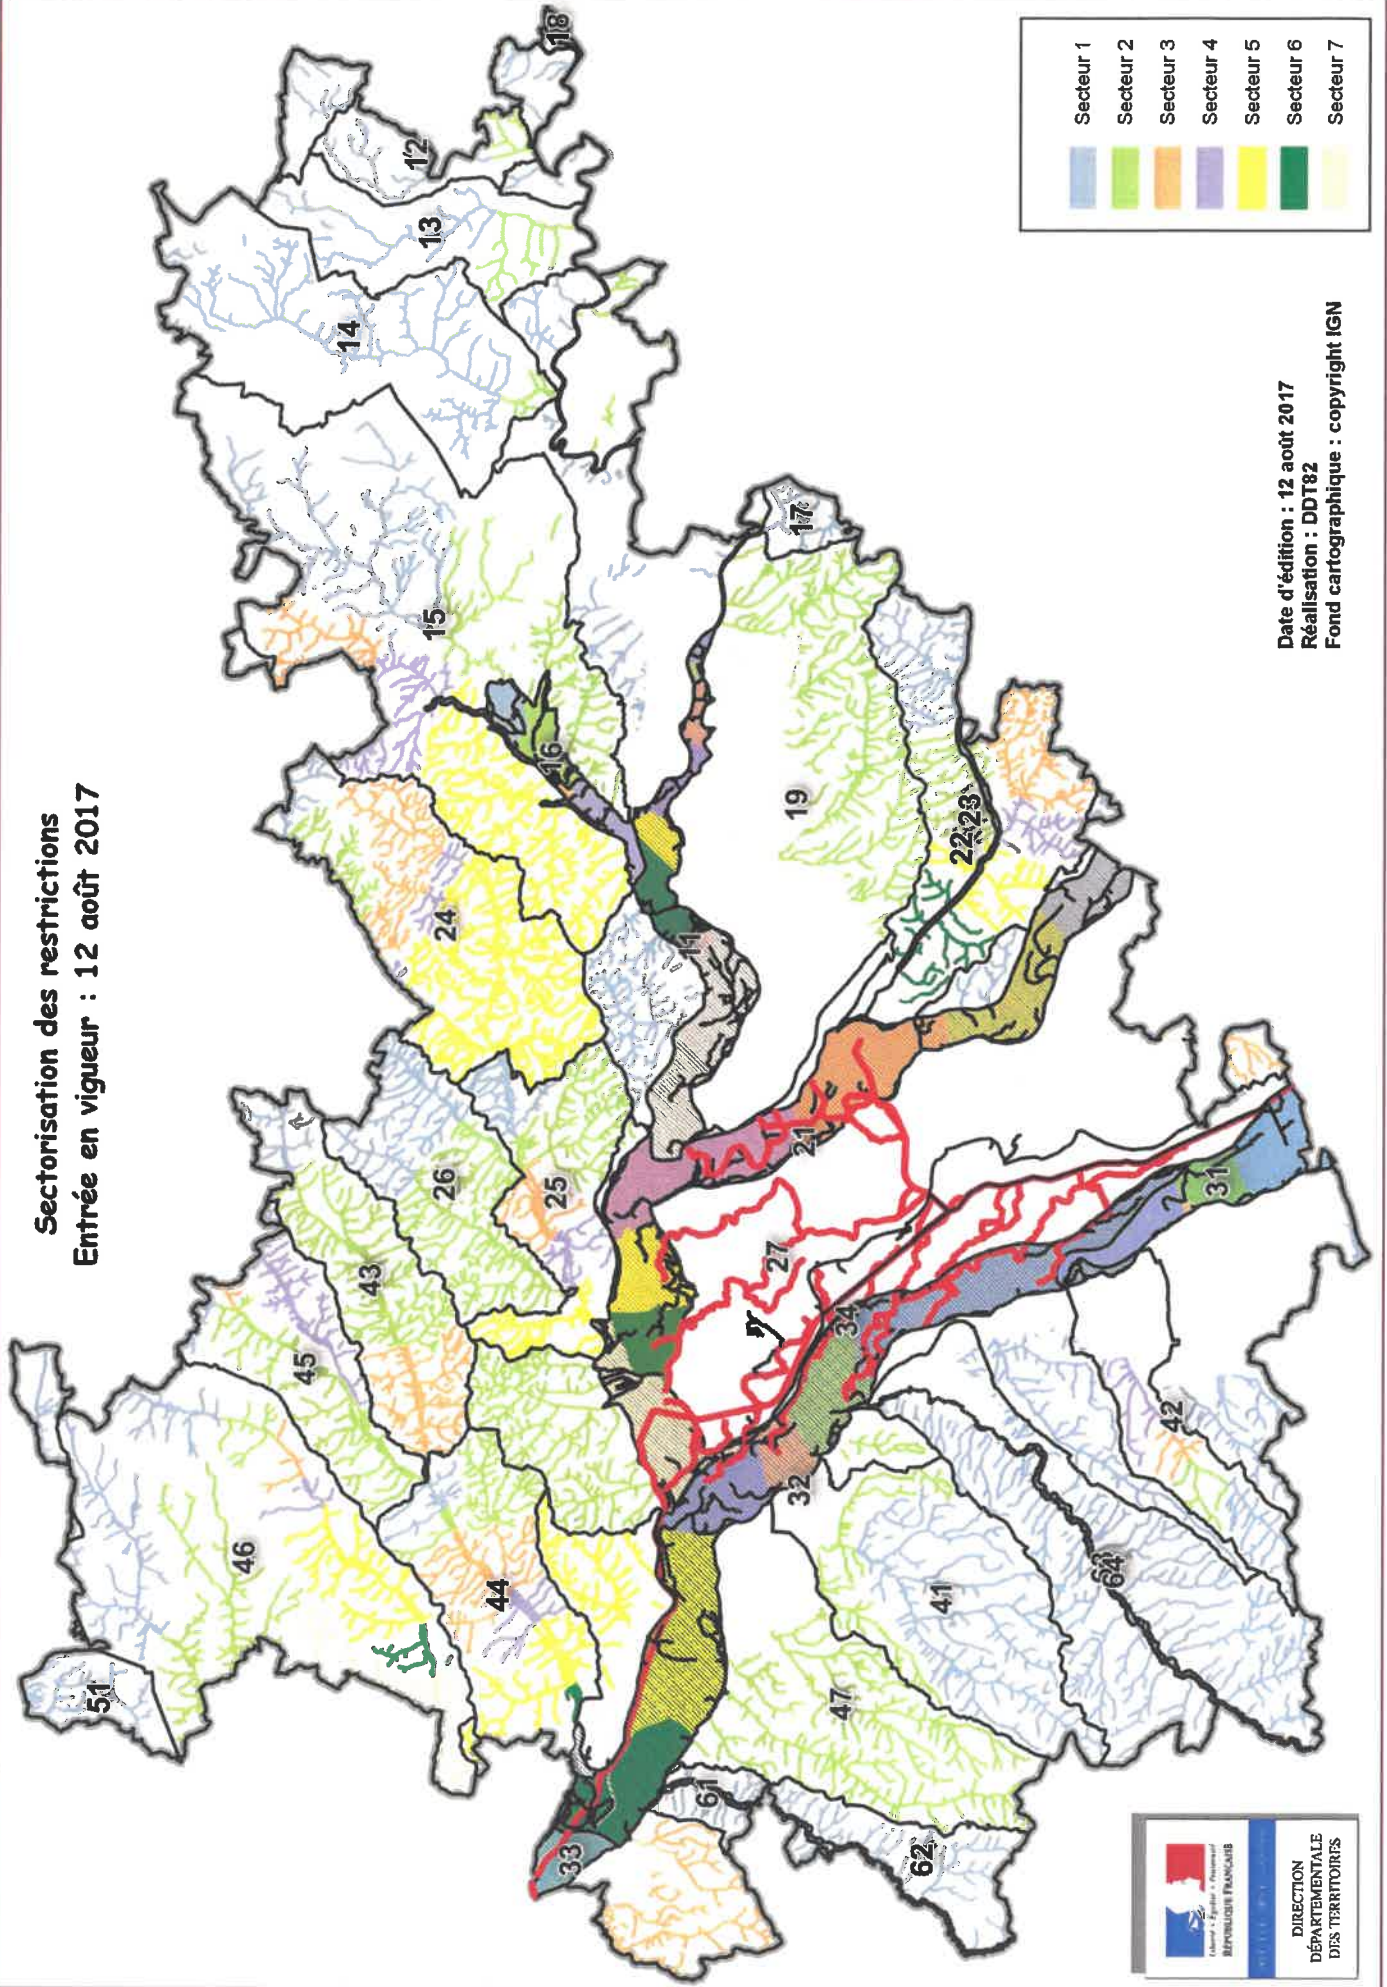 Sectorisation des restrictions
Entrée en vigueur : 12 août 2017
51
46
45
43
26
44
25
24
15
14
13
12
18
16
17
11
19
22
23
21
27
34
31
33
32
61
62
47
41
64
42
Secteur 1
Secteur 2
Secteur 3
Secteur 4
Secteur 5
Secteur 6
Secteur 7
Date d'édition : 12 août 2017
Réalisation : DDT82
Fond cartographique : copyright IGN
RÉPUBLIQUE FRANÇAISE
DIRECTION
DÉPARTEMENTALE
DES TERRITOIRES